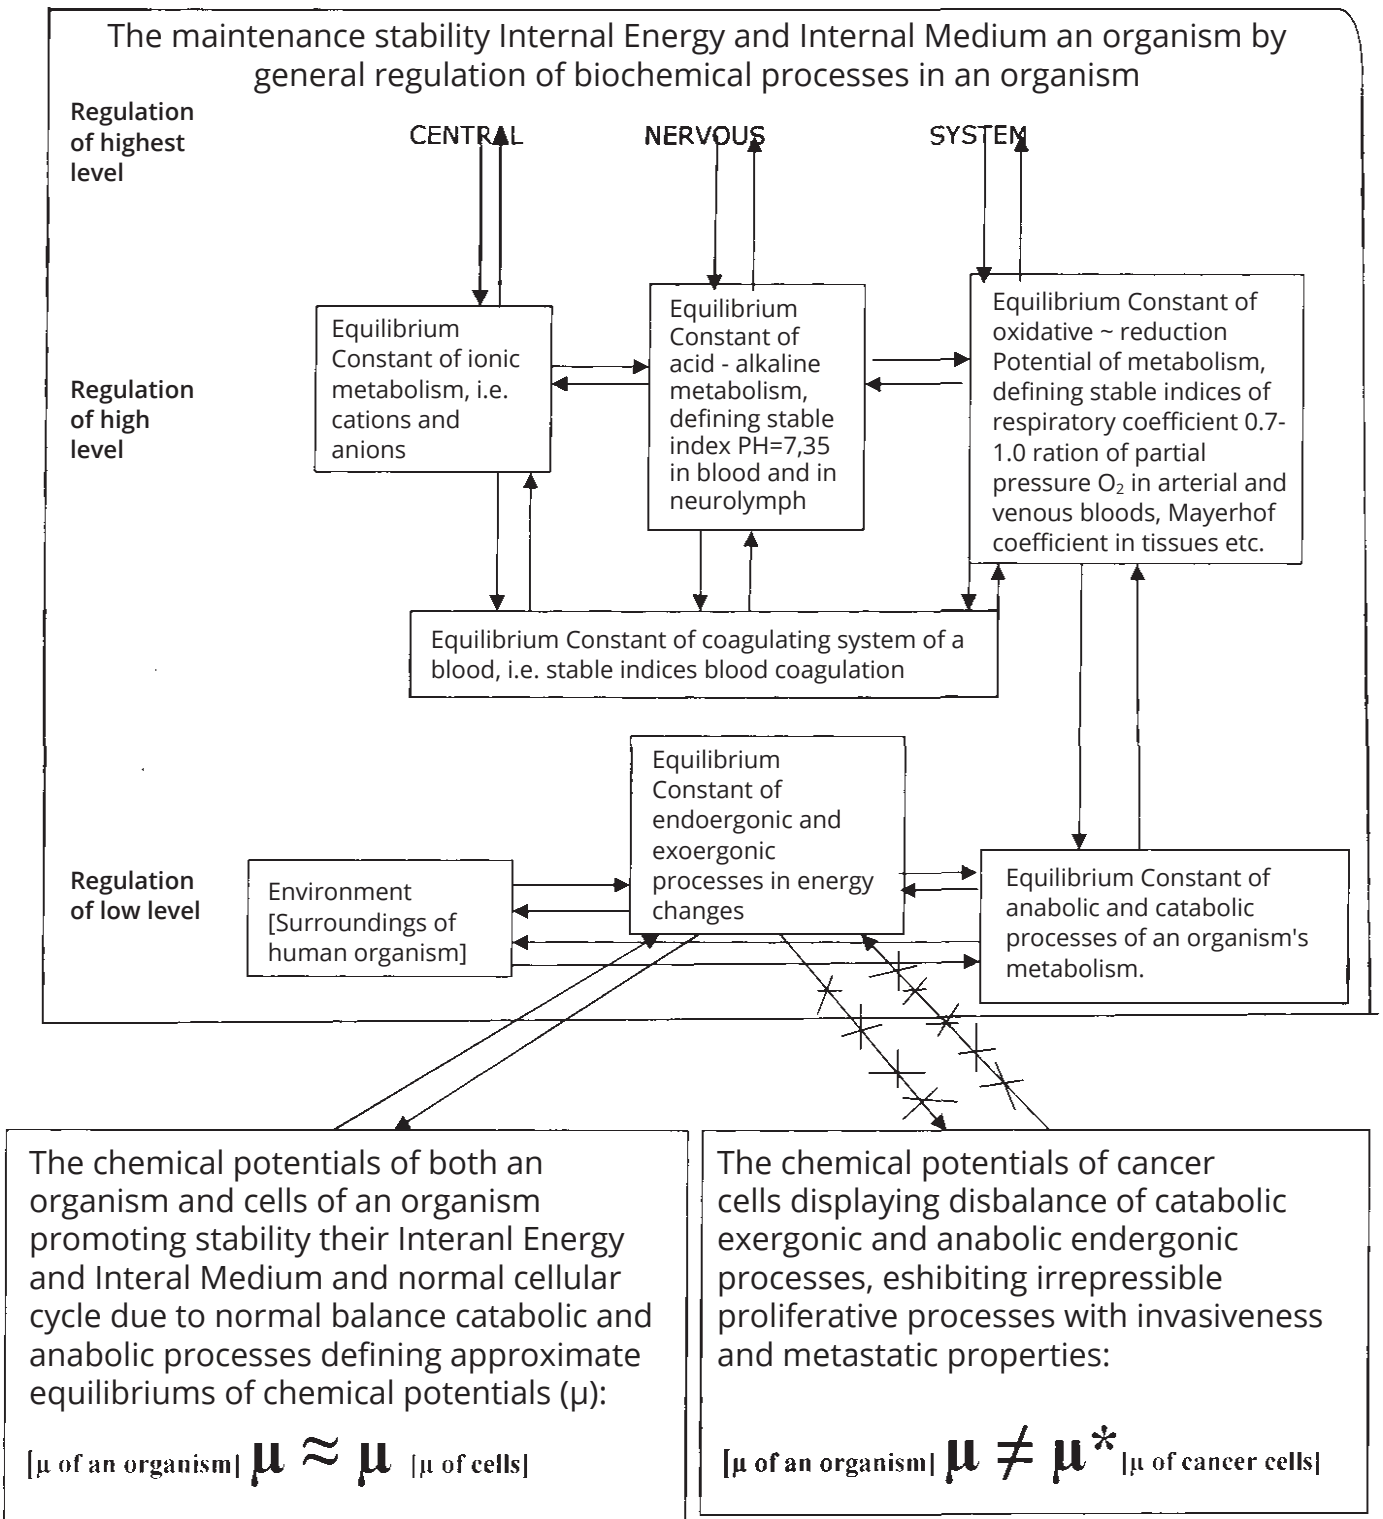 The maintenance stability Internal Energy and Internal Medium an organism by
general regulation of biochemical processes in an organism
Regulation
of highest
level
CENTRAL NERVOUS SYSTEM
Regulation
of high
level
Equilibrium
Constant of ionic
metabolism, i.e.
cations and
anions
Equilibrium
Constant of
acid - alkaline
metabolism,
defining stable
index PH=7,35
in blood and in
neurolymph
Equilibrium Constant of
oxidative ~ reduction
Potential of metabolism,
defining stable indices of
respiratory coefficient 0.7-
1.0 ration of partial
pressure O₂ in arterial and
venous bloods, Mayerhof
coefficient in tissues etc.
Equilibrium Constant of coagulating system of a
blood, i.e. stable indices blood coagulation
Regulation
of low level
Environment
[Surroundings of
human organism]
Equilibrium
Constant of
endoergonic and
exoergonic
processes in energy
changes
Equilibrium Constant of
anabolic and catabolic
processes of an organism's
metabolism.
The chemical potentials of both an
organism and cells of an organism
promoting stability their Interanl Energy
and Interal Medium and normal cellular
cycle due to normal balance catabolic and
anabolic processes defining approximate
equilibriums of chemical potentials (μ):
[μ of an organism] μ ≈ μ [μ of cells]
The chemical potentials of cancer
cells displaying disbalance of catabolic
exergonic and anabolic endergonic
processes, eshibiting irrepressible
proliferative processes with invasiveness
and metastatic properties:
[μ of an organism] μ ≠ μ* [μ of cancer cells]